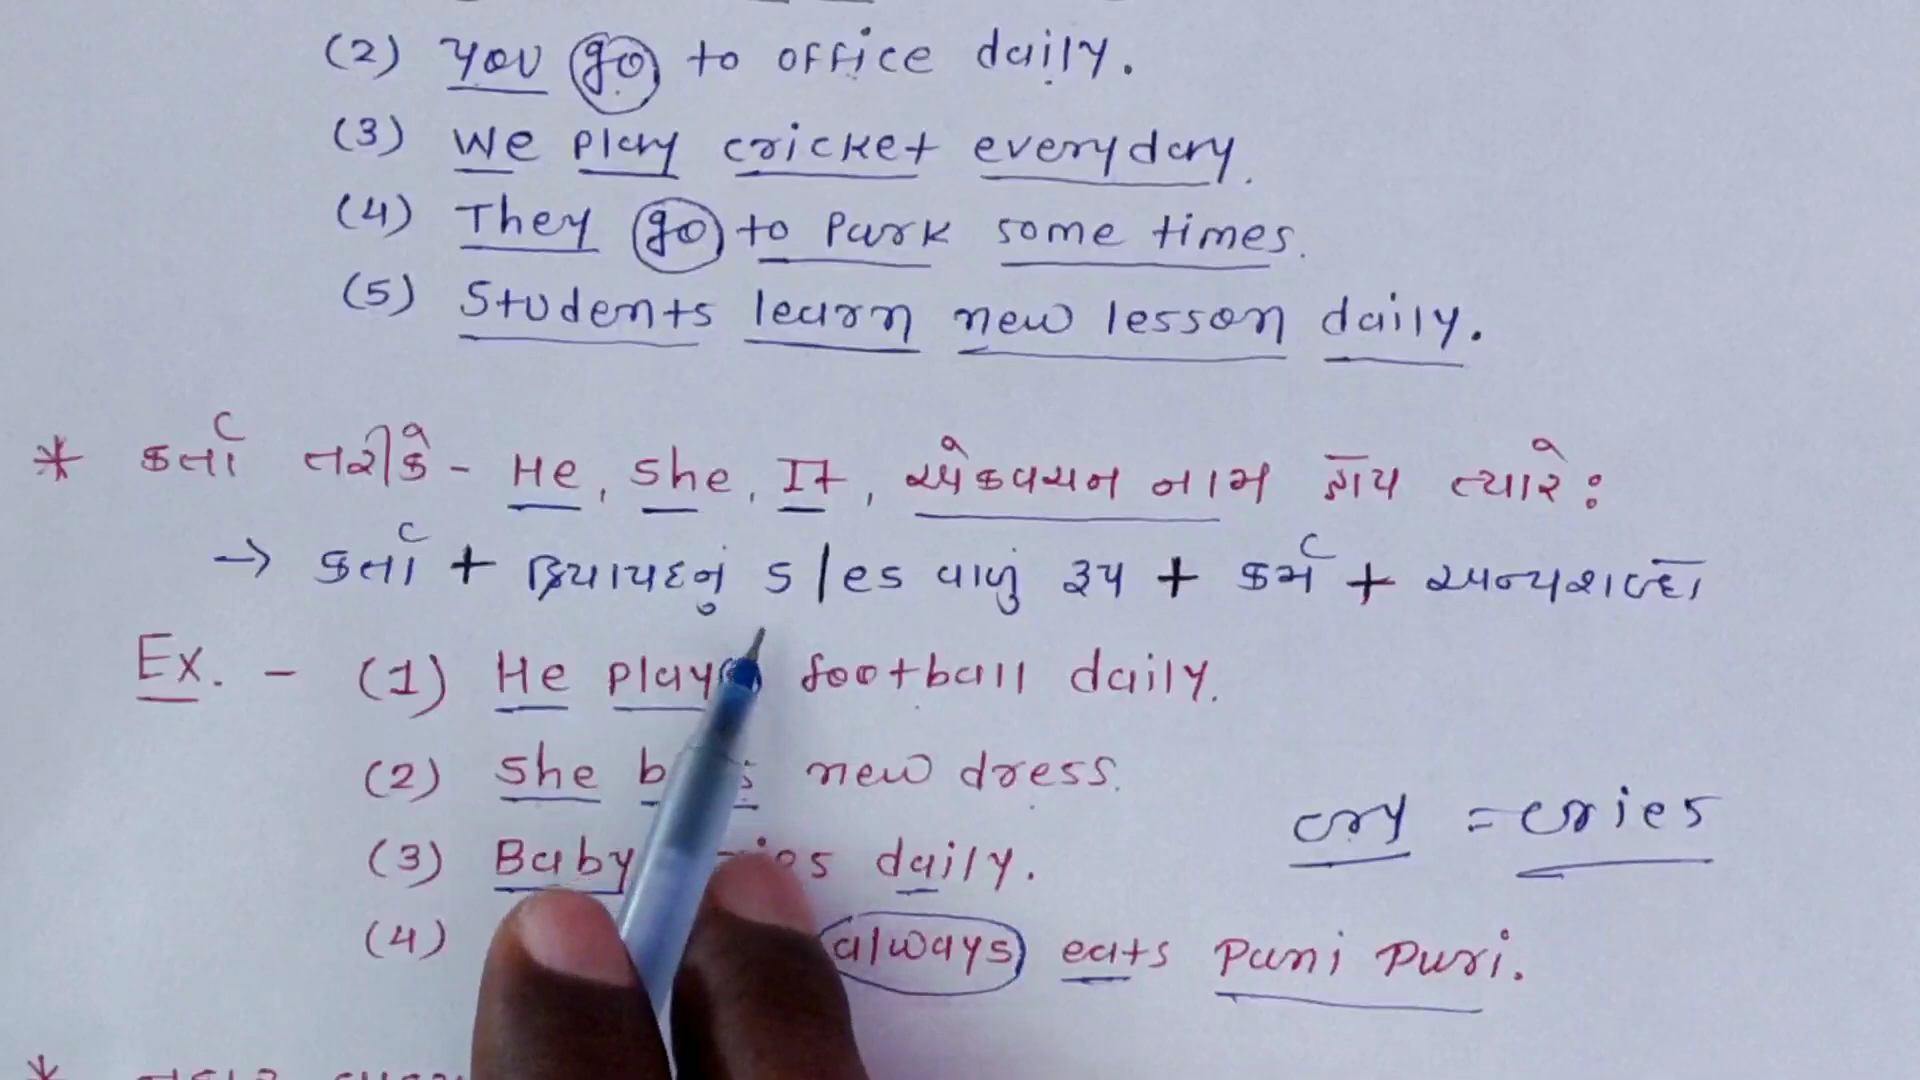 (2) You go to office daily.
(3) We play cricket everyday.
(4) They go to Park some times.
(5) Students learn new lesson daily.
* કર્તા તરીકે - He, She, It, એકવચન નામ હોય ત્યારે :
→ કર્તા + ક્રિયાપદનું s/es વાળું રૂપ + કર્મ + અન્યશબ્દો
Ex. - (1) He play football daily.
(2) She new dress.
(3) Baby daily.
cry = cries
(4) always eats Pani Puri.
*